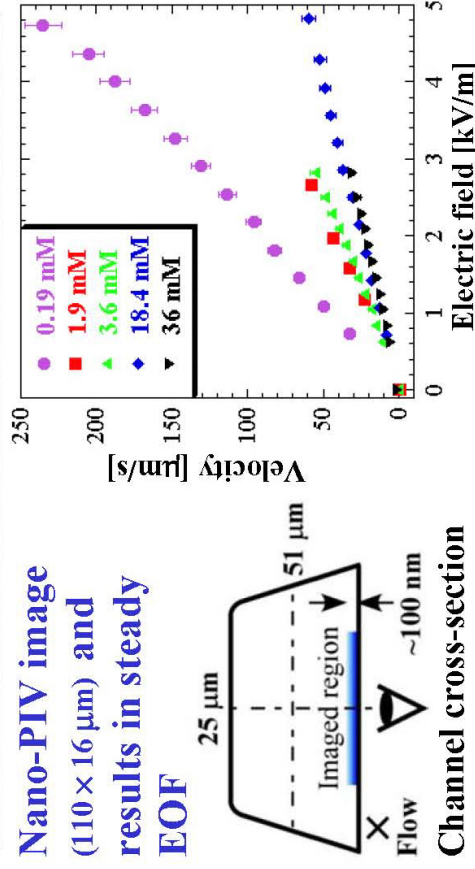 Nano-PIV image
(110 × 16 μm) and
results in steady
EOF
25 μm
51 μm
Imaged region
~100 nm
Flow
Channel cross-section
250
200
150
100
50
0
Velocity [μm/s]
0.19 mM
1.9 mM
3.6 mM
18.4 mM
36 mM
0 1 2 3 4 5
Electric field [kV/m]